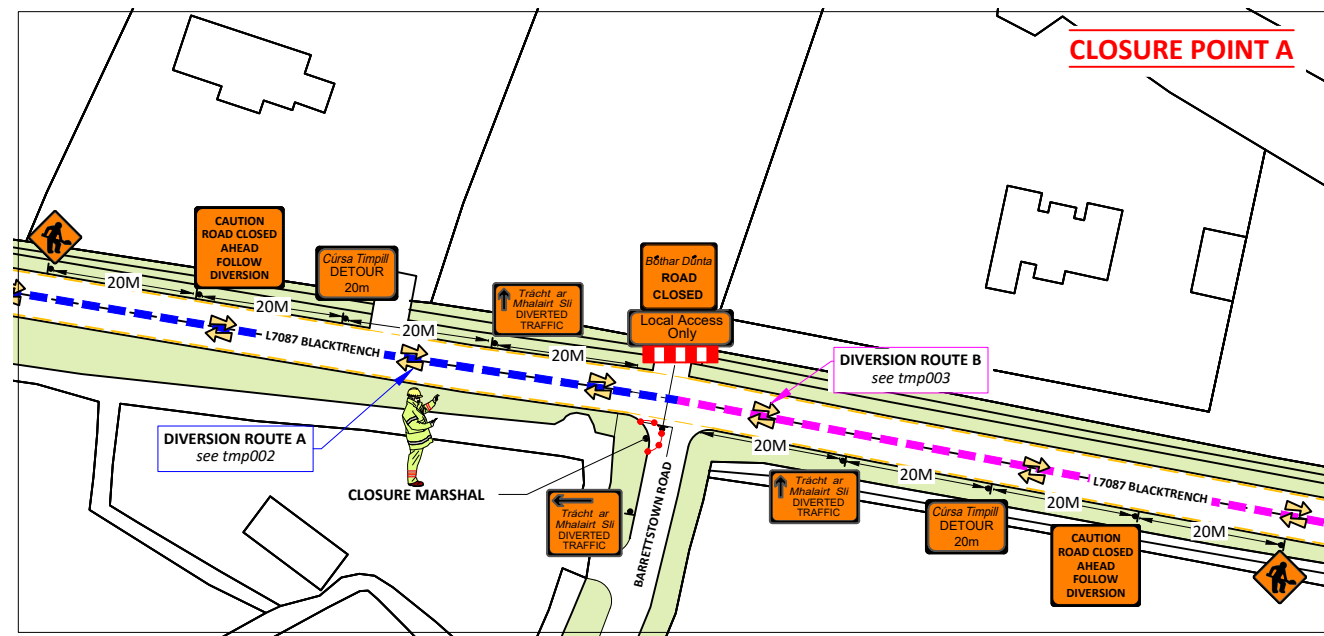 CLOSURE POINT A
CAUTION
ROAD CLOSED
AHEAD
FOLLOW
DIVERSION
Cúrsa Timpill
DETOUR
20m
Trácht ar
Mhalairt Sli
DIVERTED
TRAFFIC
Bóthar Dúnta
ROAD
CLOSED
Local Access
Only
20M
20M
20M
20M
L7087 BLACKTRENCH
DIVERSION ROUTE A
see tmp002
DIVERSION ROUTE B
see tmp003
CLOSURE MARSHAL
Trácht ar
Mhalairt Sli
DIVERTED
TRAFFIC
BARRETTSTOWN ROAD
20M
20M
20M
20M
L7087 BLACKTRENCH
Trácht ar
Mhalairt Sli
DIVERTED
TRAFFIC
Cúrsa Timpill
DETOUR
20m
CAUTION
ROAD CLOSED
AHEAD
FOLLOW
DIVERSION